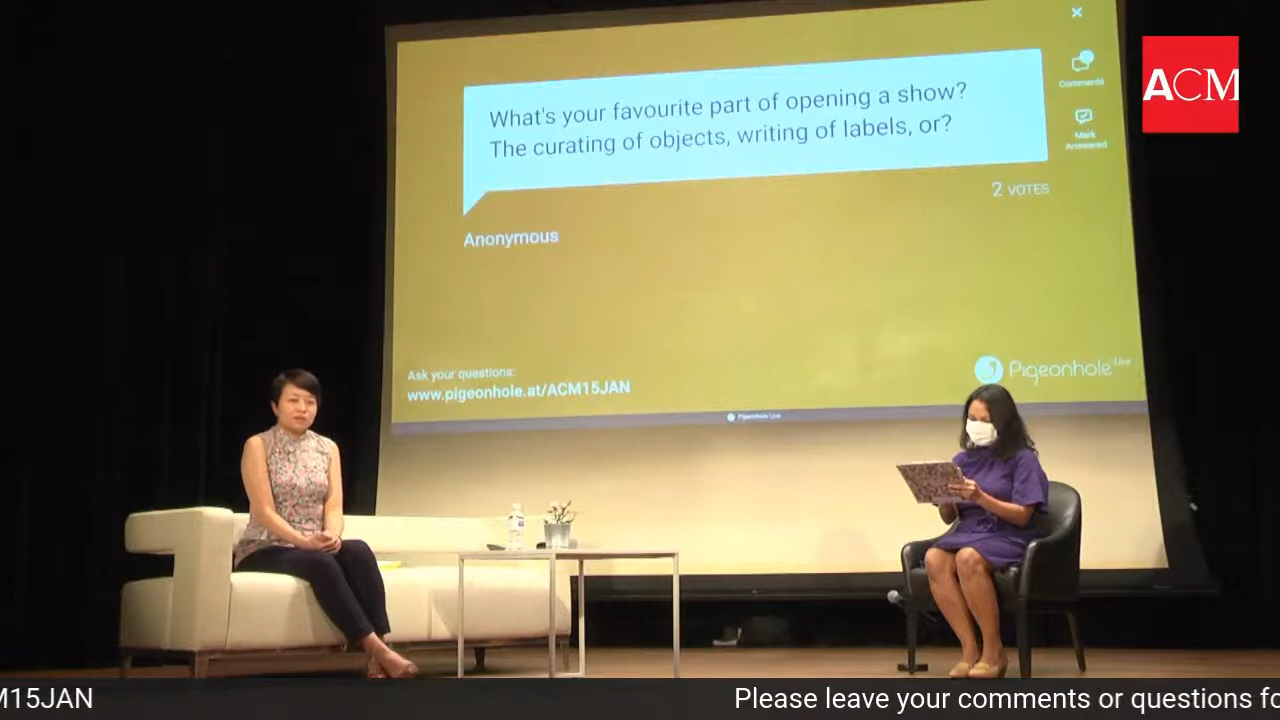 What's your favourite part of opening a show?
The curating of objects, writing of labels, or?
2 VOTES
Anonymous
Comments
Mark
Answered
ACM
Ask your questions:
www.pigeonhole.at/ACM15JAN
Pigeonhole Live
Pigeonhole Live
M15JAN
Please leave your comments or questions fo